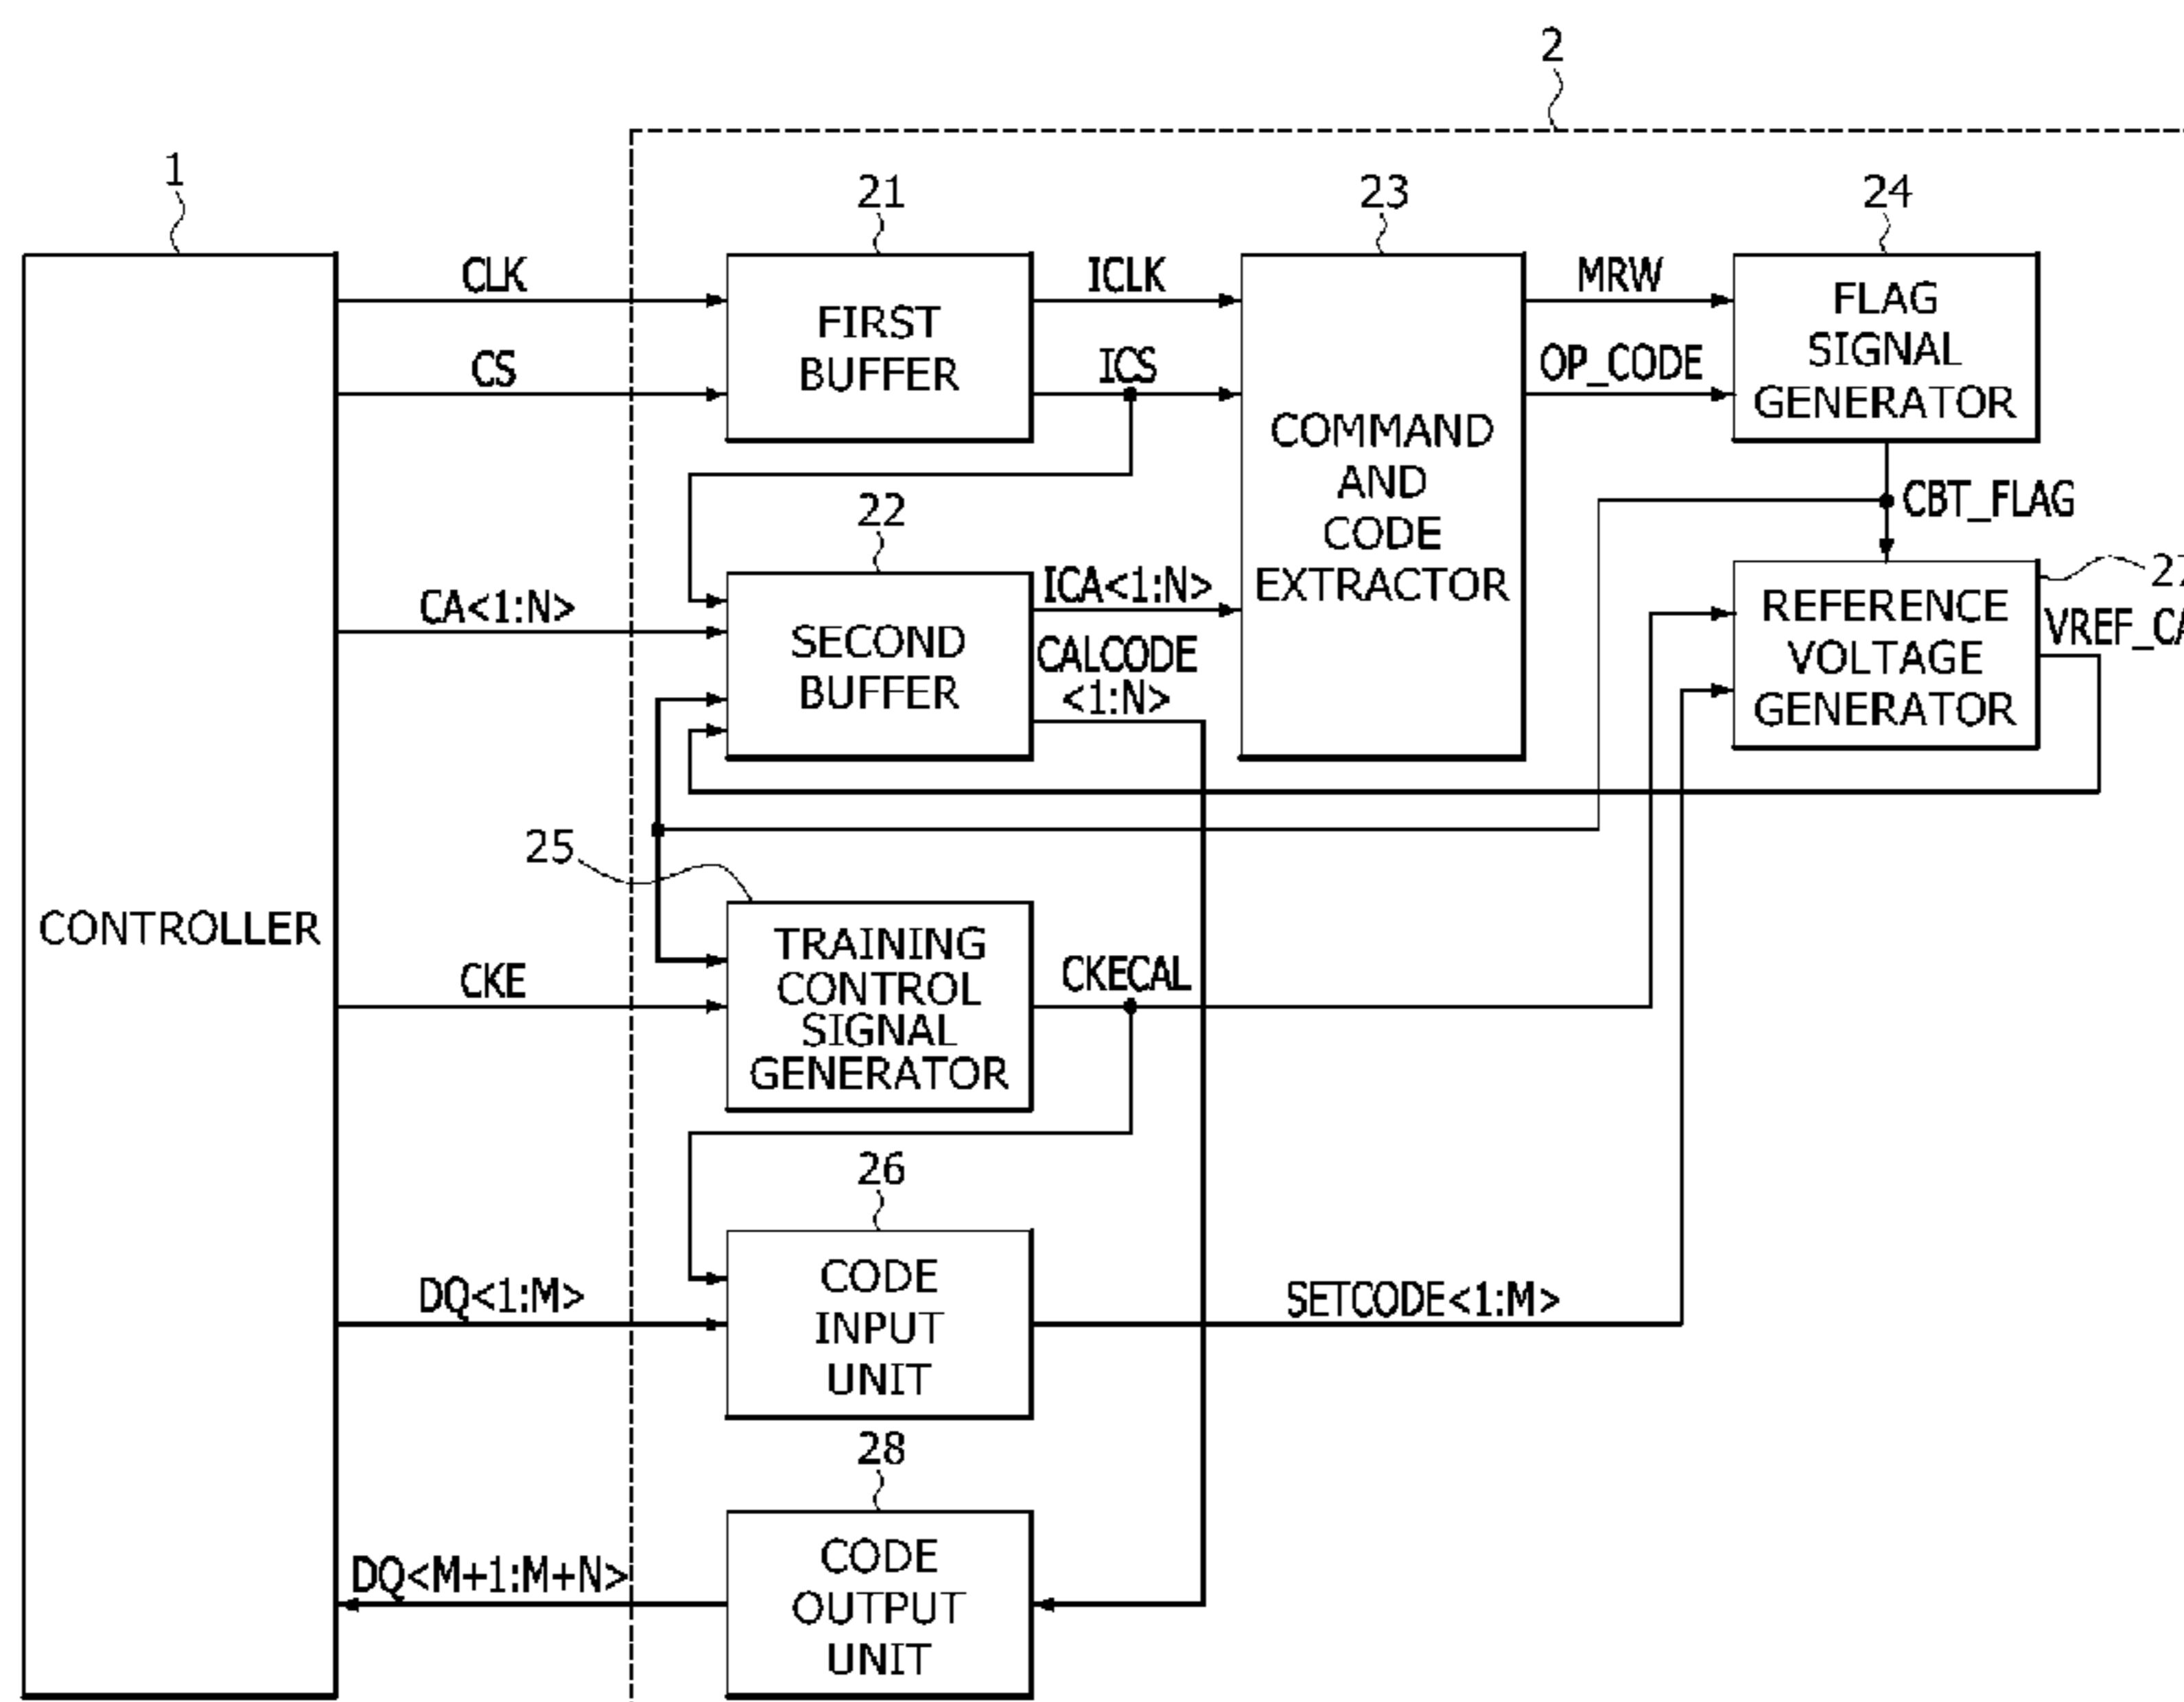 2
1
21
23
24
CLK
ICLK
MRW
FIRST
BUFFER
FLAG
SIGNAL
GENERATOR
CS
ICS
OP_CODE
COMMAND
AND
CODE
EXTRACTOR
22
CBT_FLAG
CA<1:N>
ICA<1:N>
SECOND
BUFFER
CALCODE
<1:N>
REFERENCE
VOLTAGE
GENERATOR
25
CONTROLLER
TRAINING
CONTROL
SIGNAL
GENERATOR
CKE
CKECAL
26
DQ<1:M>
CODE
INPUT
UNIT
SETCODE<1:M>
28
DQ<M+1:M+N>
CODE
OUTPUT
UNIT